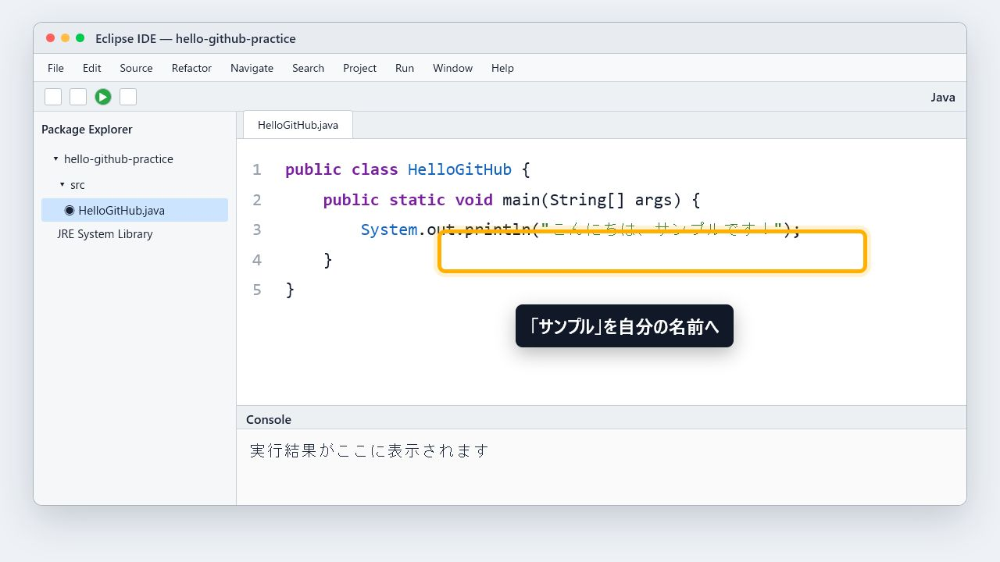 Eclipse IDE — hello-github-practice
File Edit Source Refactor Navigate Search Project Run Window Help
Java
Package Explorer
hello-github-practice
src
HelloGitHub.java
JRE System Library
HelloGitHub.java
1 public class HelloGitHub {
2 public static void main(String[] args) {
3 System.out.println("こんにちは、サンプルです！");
4 }
5 }
「サンプル」を自分の名前へ
Console
実行結果がここに表示されます